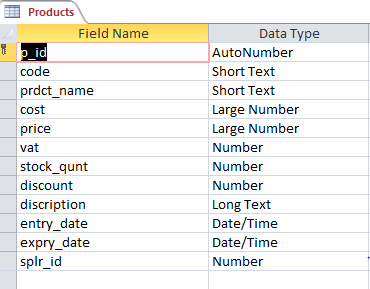 Products
Field Name Data Type
p_id AutoNumber
code Short Text
prdct_name Short Text
cost Large Number
price Large Number
vat Number
stock_qunt Number
discount Number
discription Long Text
entry_date Date/Time
expry_date Date/Time
splr_id Number